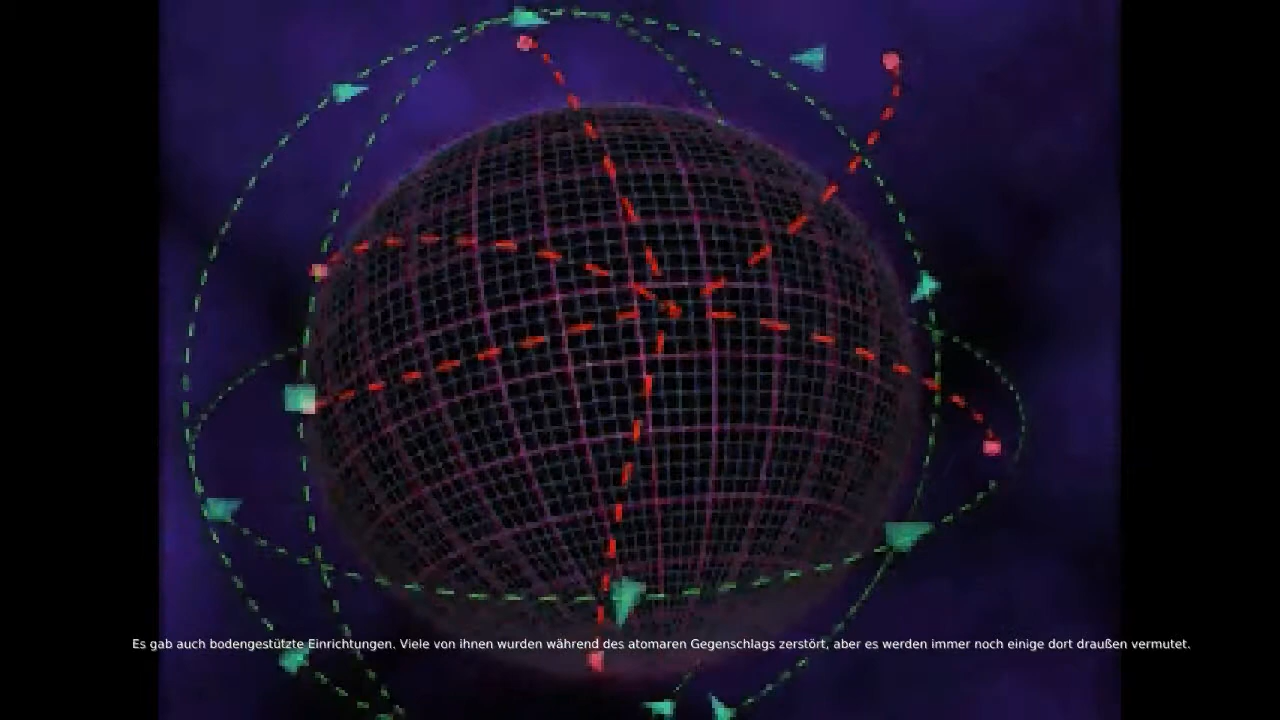 Es gab auch bodengestützte Einrichtungen. Viele von ihnen wurden während des atomaren Gegenschlags zerstört, aber es werden immer noch einige dort draußen vermutet.